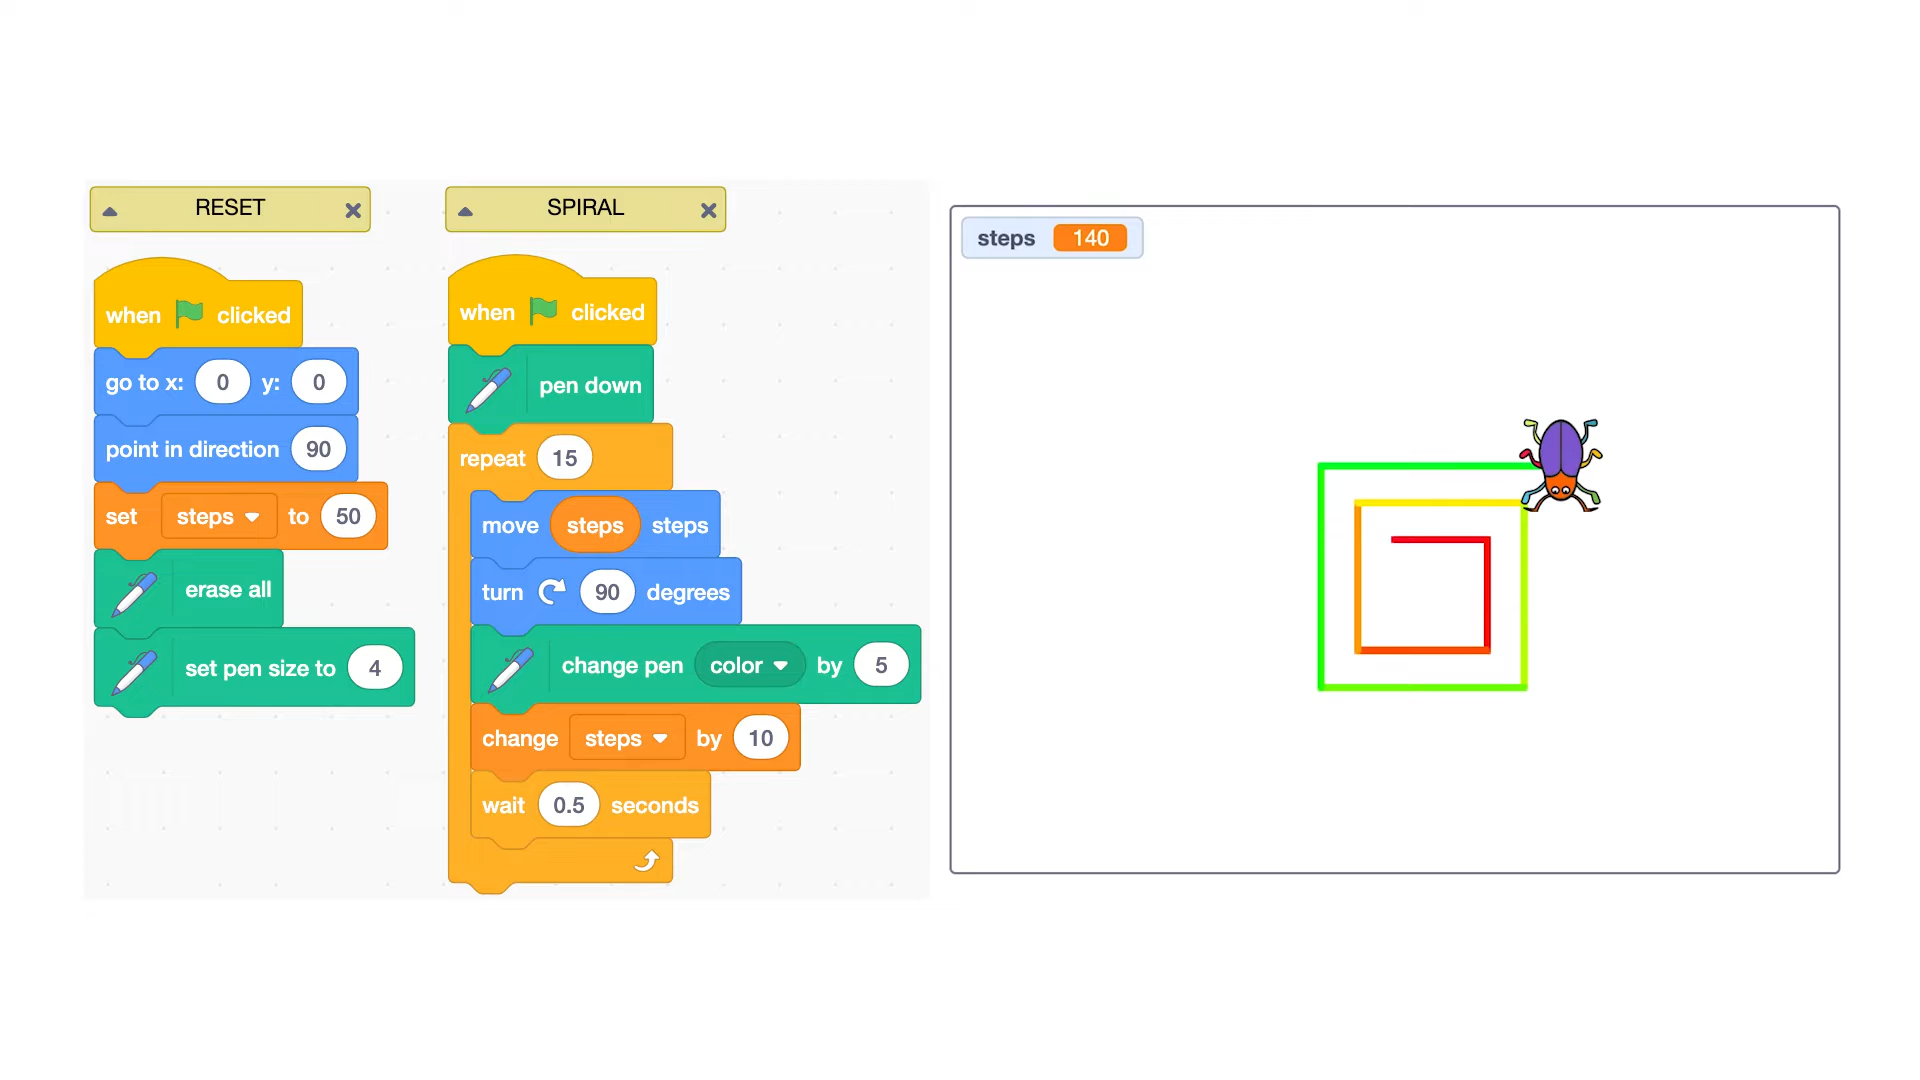 RESET
when clicked
go to x: 0 y: 0
point in direction 90
set steps to 50
erase all
set pen size to 4
SPIRAL
when clicked
pen down
repeat 15
move steps steps
turn 90 degrees
change pen color by 5
change steps by 10
wait 0.5 seconds
steps 140